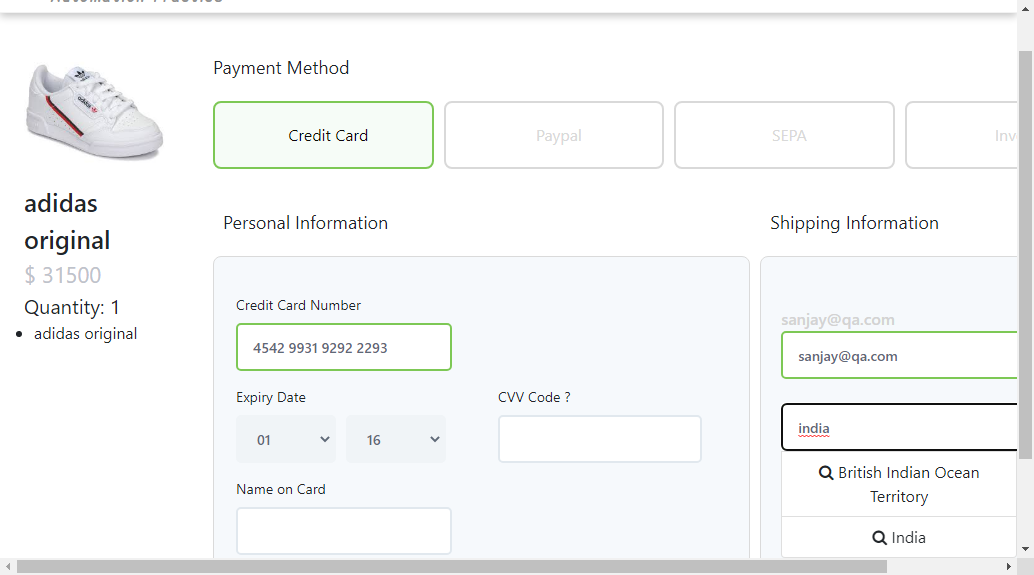 Automation Practice
Payment Method
Credit Card
Paypal
SEPA
Inv
adidas
original
$ 31500
Quantity: 1
adidas original
Personal Information
Credit Card Number
4542 9931 9292 2293
Expiry Date
CVV Code ?
01
16
Name on Card
Shipping Information
sanjay@qa.com
sanjay@qa.com
india
British Indian Ocean
Territory
India